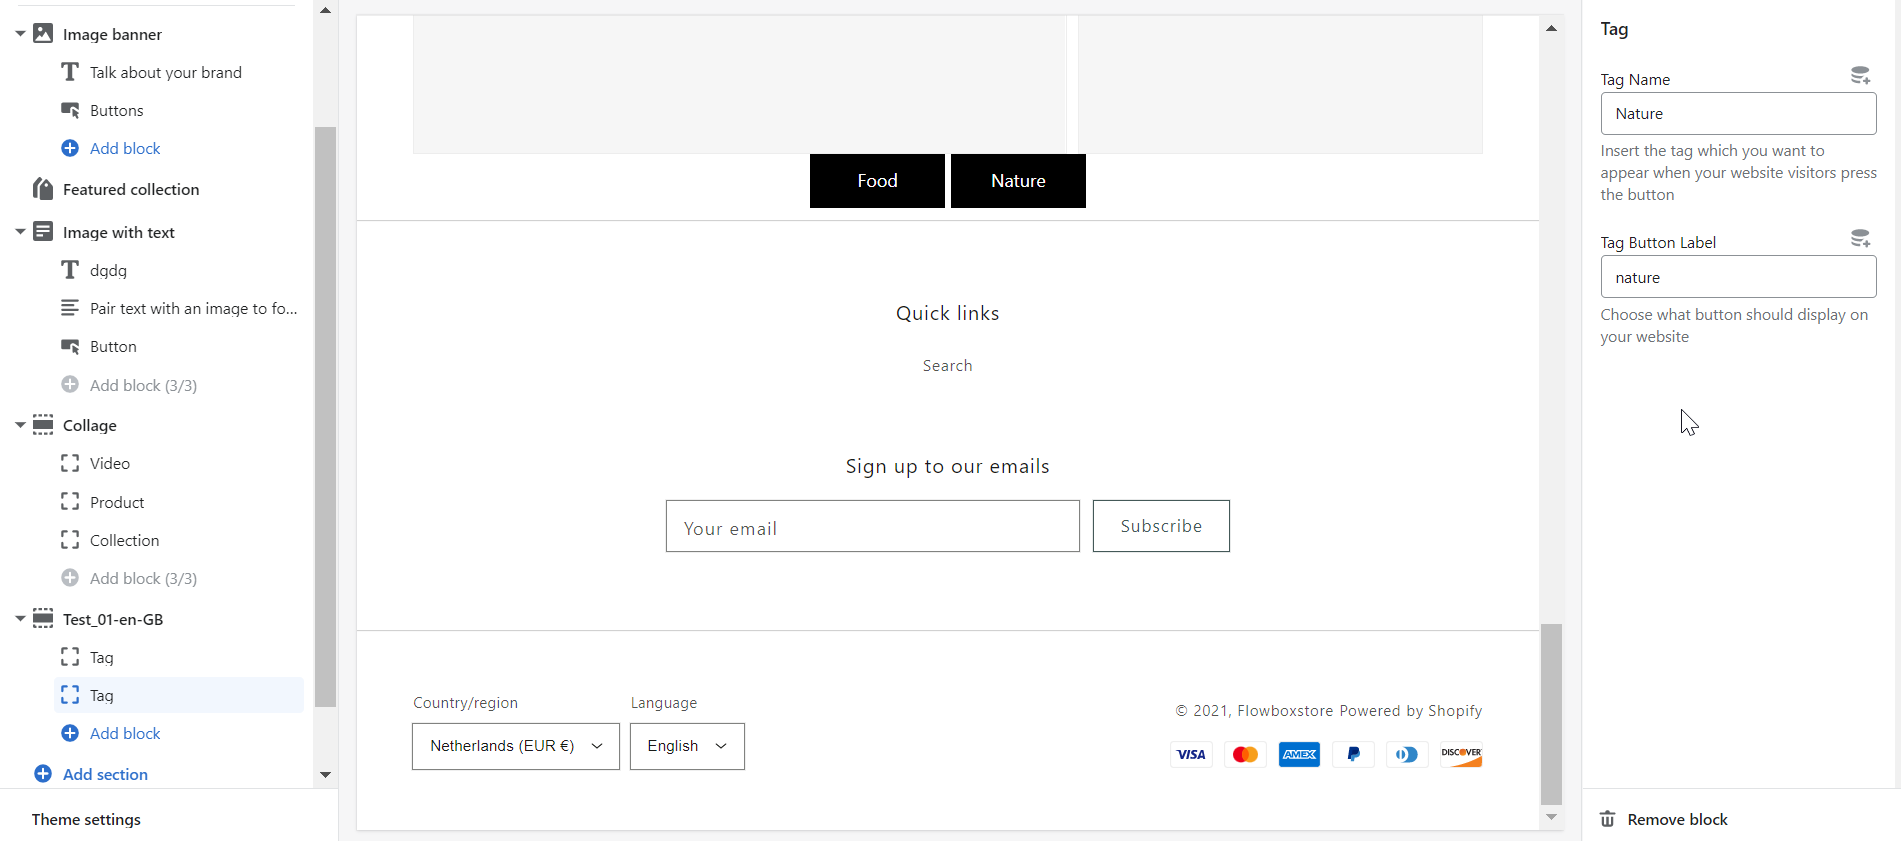 Image banner
Talk about your brand
Buttons
Add block
Featured collection
Image with text
dgdg
Pair text with an image to fo...
Button
Add block (3/3)
Collage
Video
Product
Collection
Add block (3/3)
Test_01-en-GB
Tag
Tag
Add block
Add section
Theme settings
Food
Nature
Quick links
Search
Sign up to our emails
Your email
Subscribe
Country/region
Language
Netherlands (EUR €)
English
© 2021, Flowboxstore Powered by Shopify
VISA
AMEX
DISCOVER
Tag
Tag Name
Nature
Insert the tag which you want to
appear when your website visitors press
the button
Tag Button Label
nature
Choose what button should display on
your website
Remove block